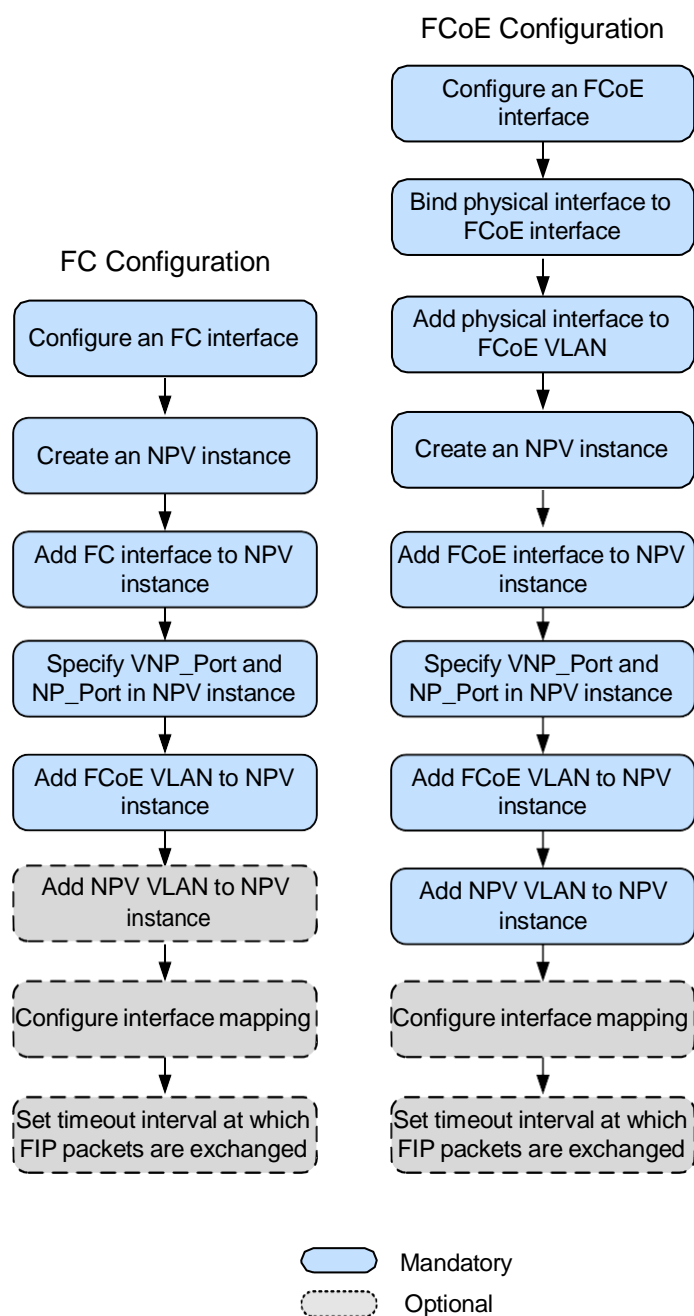 FC Configuration
Configure an FC interface
Create an NPV instance
Add FC interface to NPV
instance
Specify VNP_Port and
NP_Port in NPV instance
Add FCoE VLAN to NPV
instance
Add NPV VLAN to NPV
instance
Configure interface mapping
Set timeout interval at which
FIP packets are exchanged
FCoE Configuration
Configure an FCoE
interface
Bind physical interface to
FCoE interface
Add physical interface to
FCoE VLAN
Create an NPV instance
Add FCoE interface to NPV
instance
Specify VNP_Port and
NP_Port in NPV instance
Add FCoE VLAN to NPV
instance
Add NPV VLAN to NPV
instance
Configure interface mapping
Set timeout interval at which
FIP packets are exchanged
Mandatory
Optional